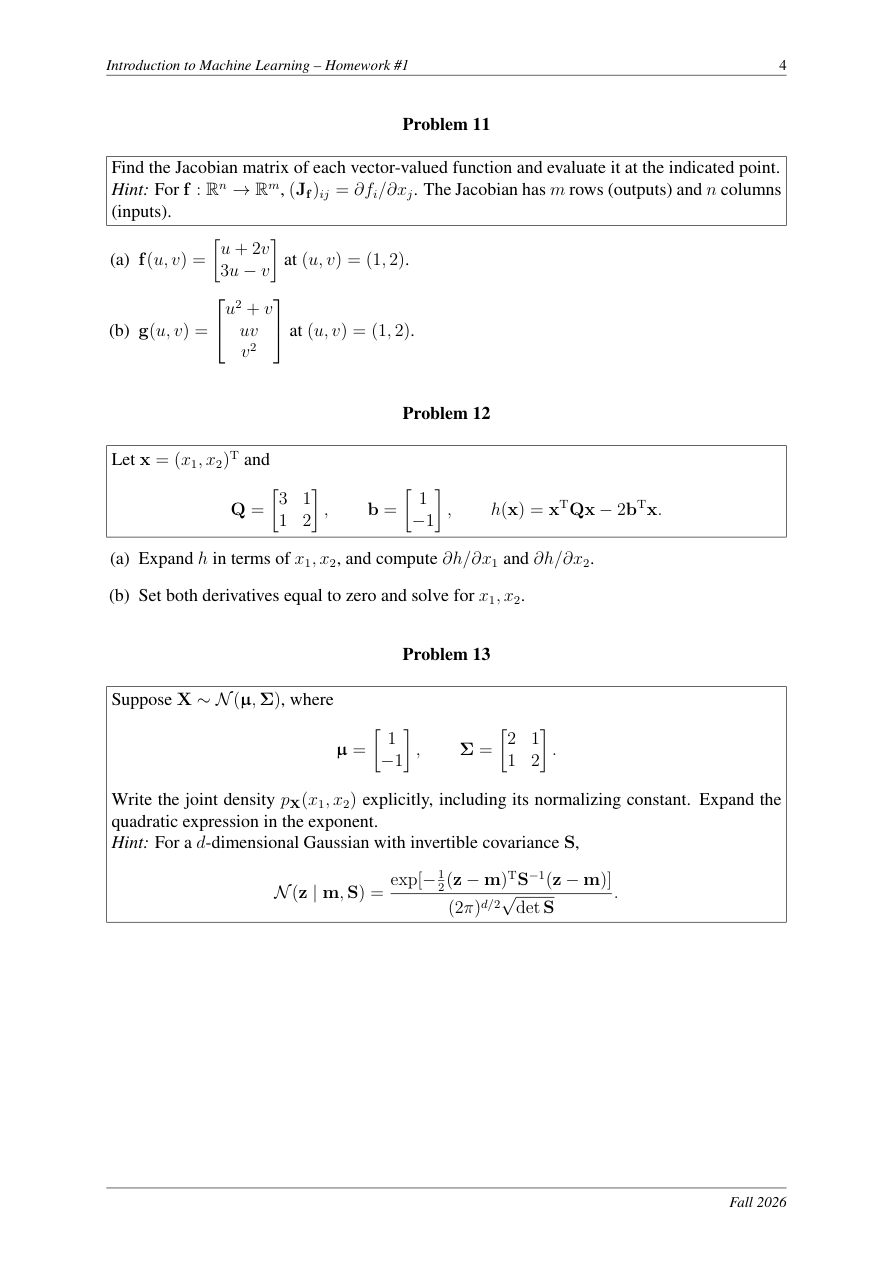 Introduction to Machine Learning – Homework #1 4
Problem 11
Find the Jacobian matrix of each vector-valued function and evaluate it at the indicated point.
Hint: For f : ℝⁿ → ℝᵐ, (J_f)_ij = ∂f_i/∂x_j. The Jacobian has m rows (outputs) and n columns
(inputs).
(a) f(u, v) = [u + 2v; 3u − v] at (u, v) = (1, 2).
(b) g(u, v) = [u² + v; uv; v²] at (u, v) = (1, 2).
Problem 12
Let x = (x₁, x₂)ᵀ and
Q = [3 1; 1 2], b = [1; −1], h(x) = xᵀQx − 2bᵀx.
(a) Expand h in terms of x₁, x₂, and compute ∂h/∂x₁ and ∂h/∂x₂.
(b) Set both derivatives equal to zero and solve for x₁, x₂.
Problem 13
Suppose X ∼ 𝒩(μ, Σ), where
μ = [1; −1], Σ = [2 1; 1 2].
Write the joint density p_X(x₁, x₂) explicitly, including its normalizing constant. Expand the
quadratic expression in the exponent.
Hint: For a d-dimensional Gaussian with invertible covariance S,
𝒩(z | m, S) = exp[−½(z − m)ᵀS⁻¹(z − m)] / (2π)^{d/2}√det S.
Fall 2026